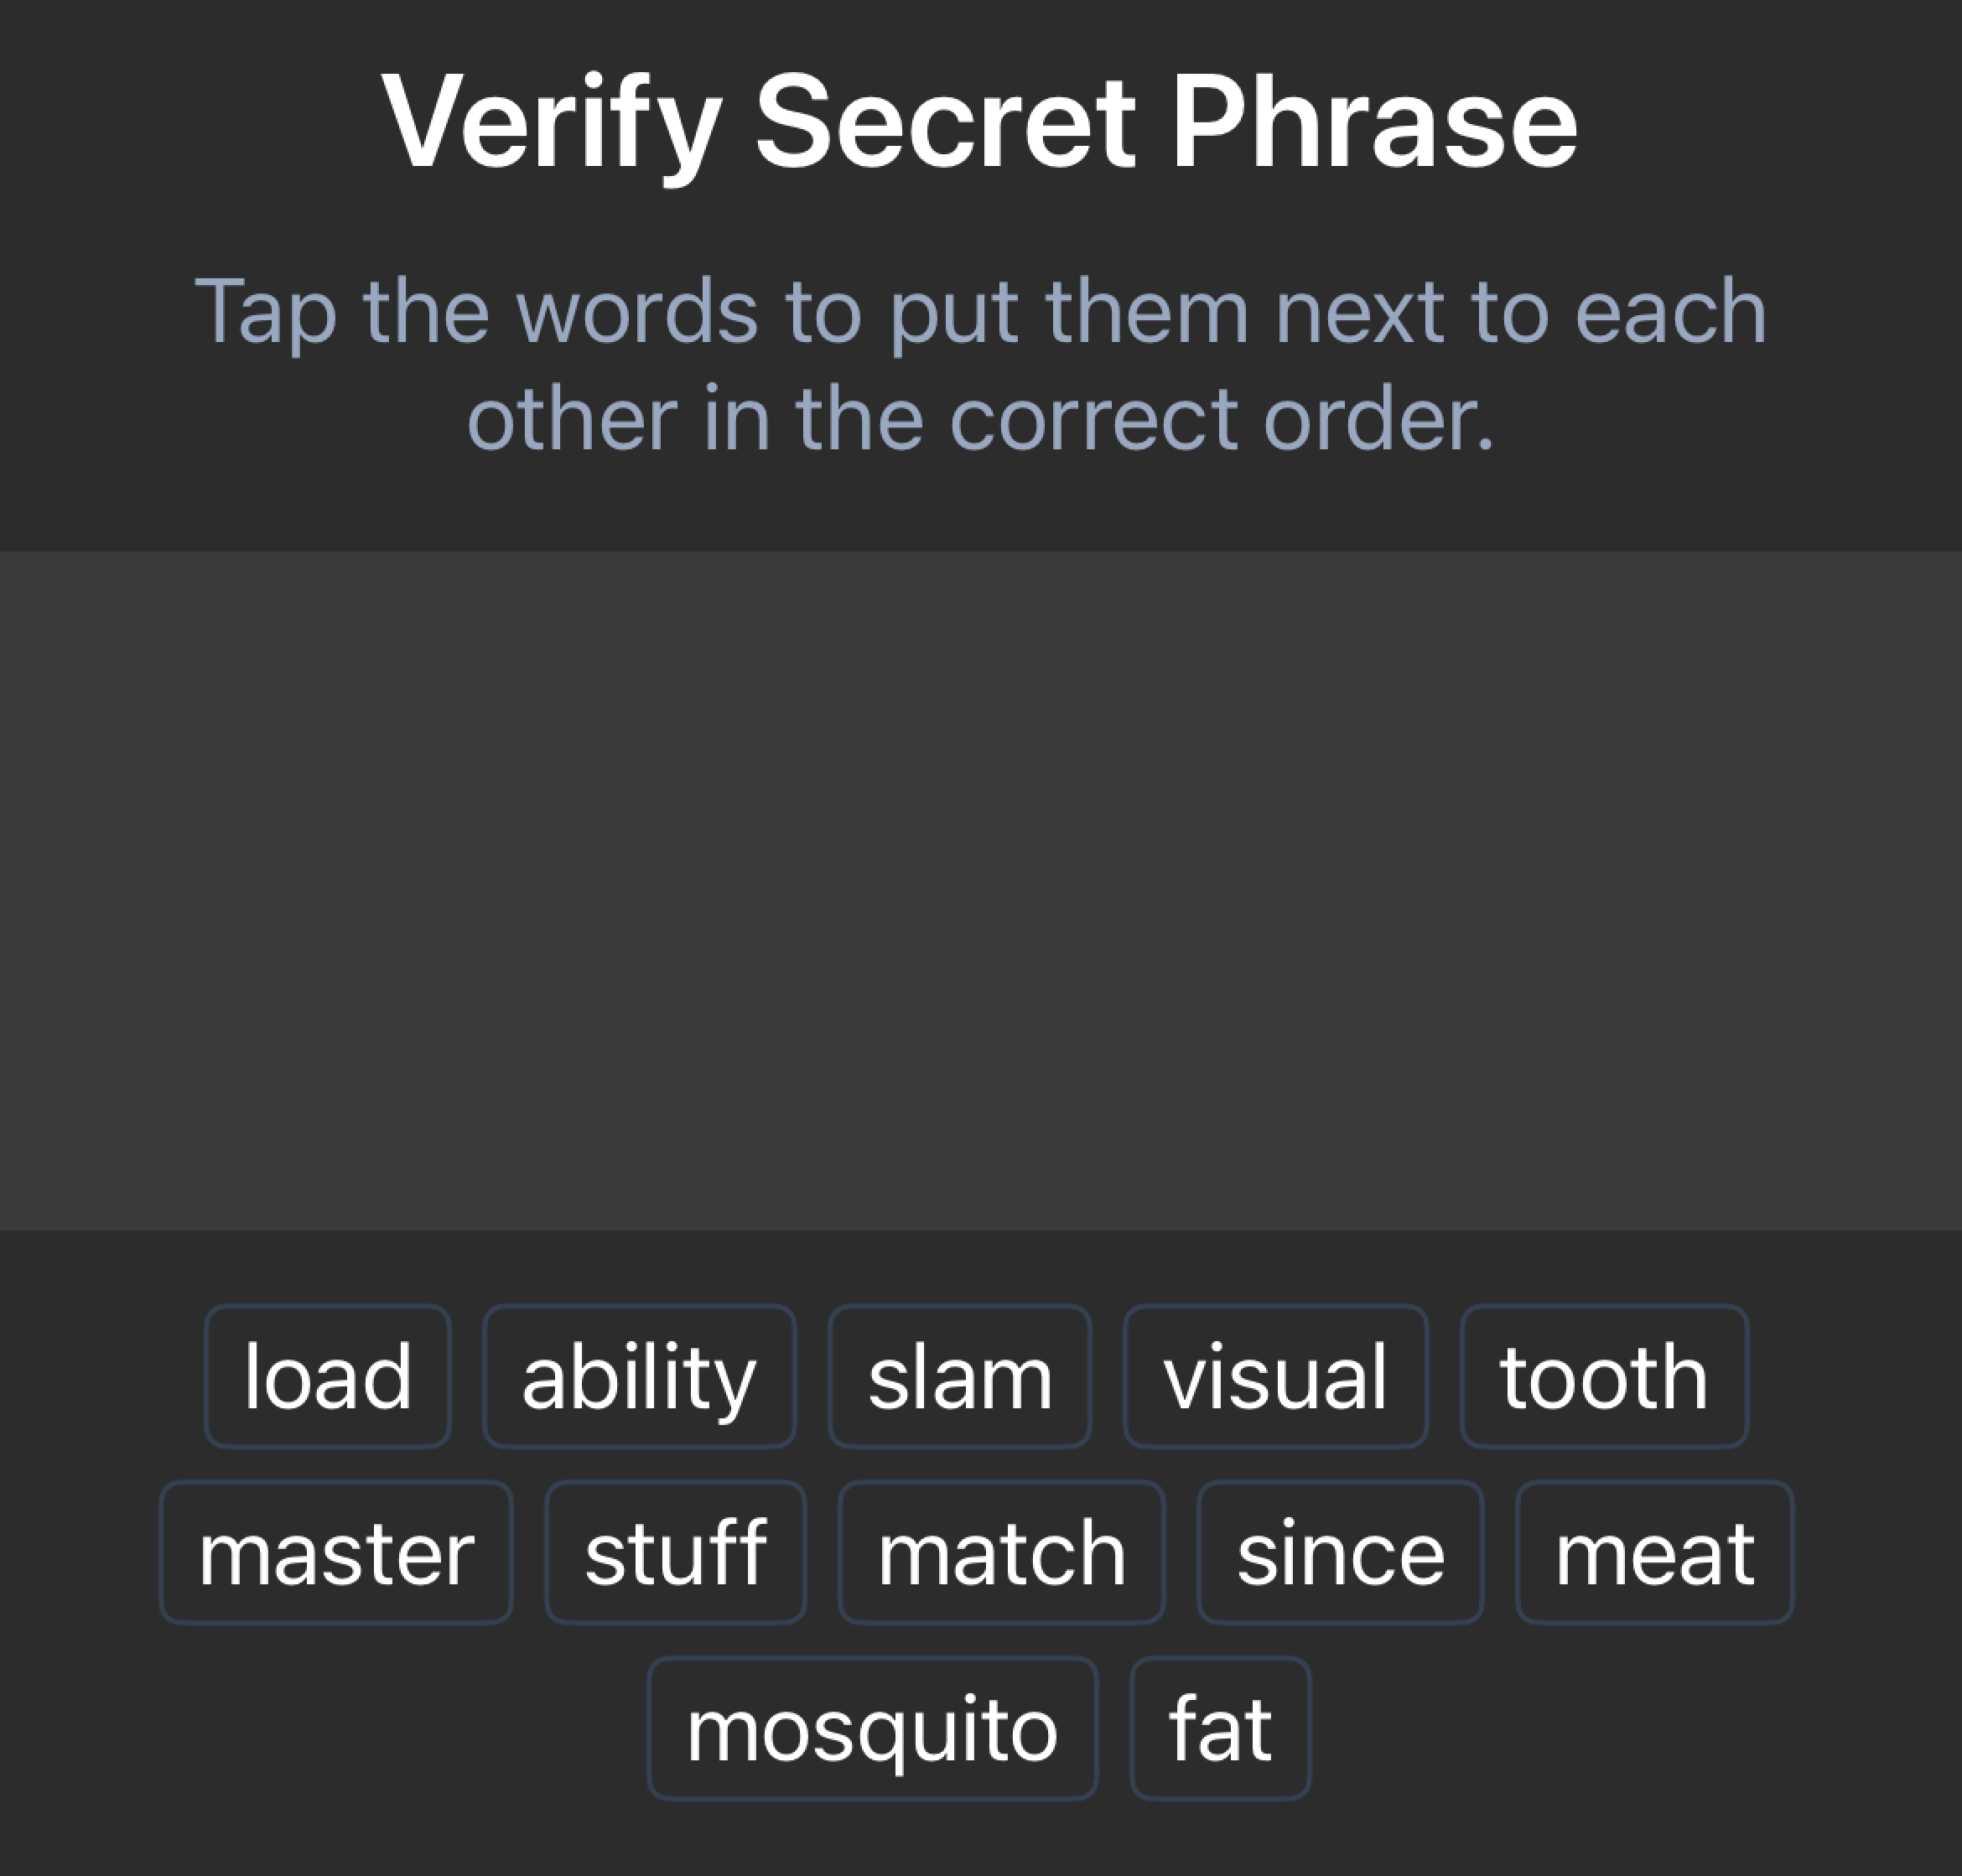 Verify Secret Phrase
Tap the words to put them next to each
other in the correct order.
load ability slam visual tooth
master stuff match since meat
mosquito fat